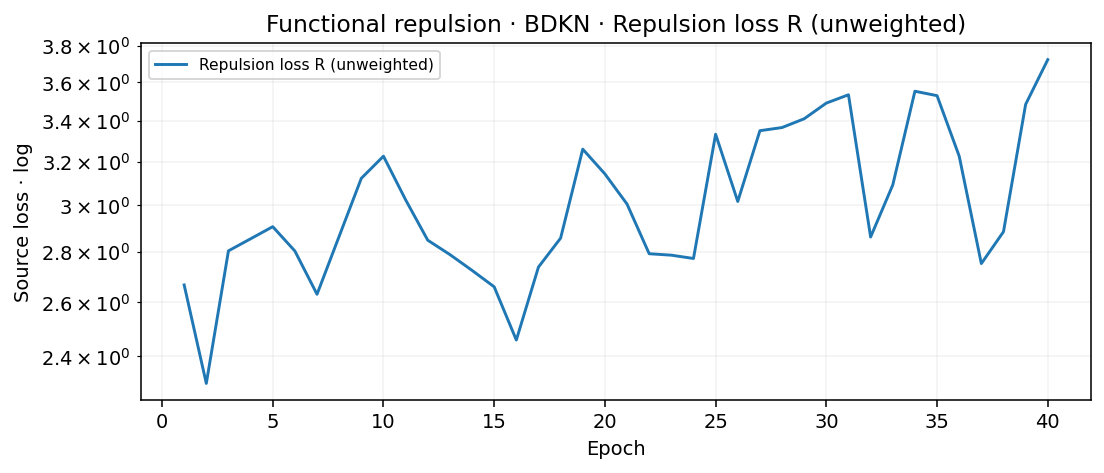 Functional repulsion · BDKN · Repulsion loss R (unweighted)
Repulsion loss R (unweighted)
Source loss · log
3.8 × 10⁰
3.6 × 10⁰
3.4 × 10⁰
3.2 × 10⁰
3 × 10⁰
2.8 × 10⁰
2.6 × 10⁰
2.4 × 10⁰
0 5 10 15 20 25 30 35 40
Epoch